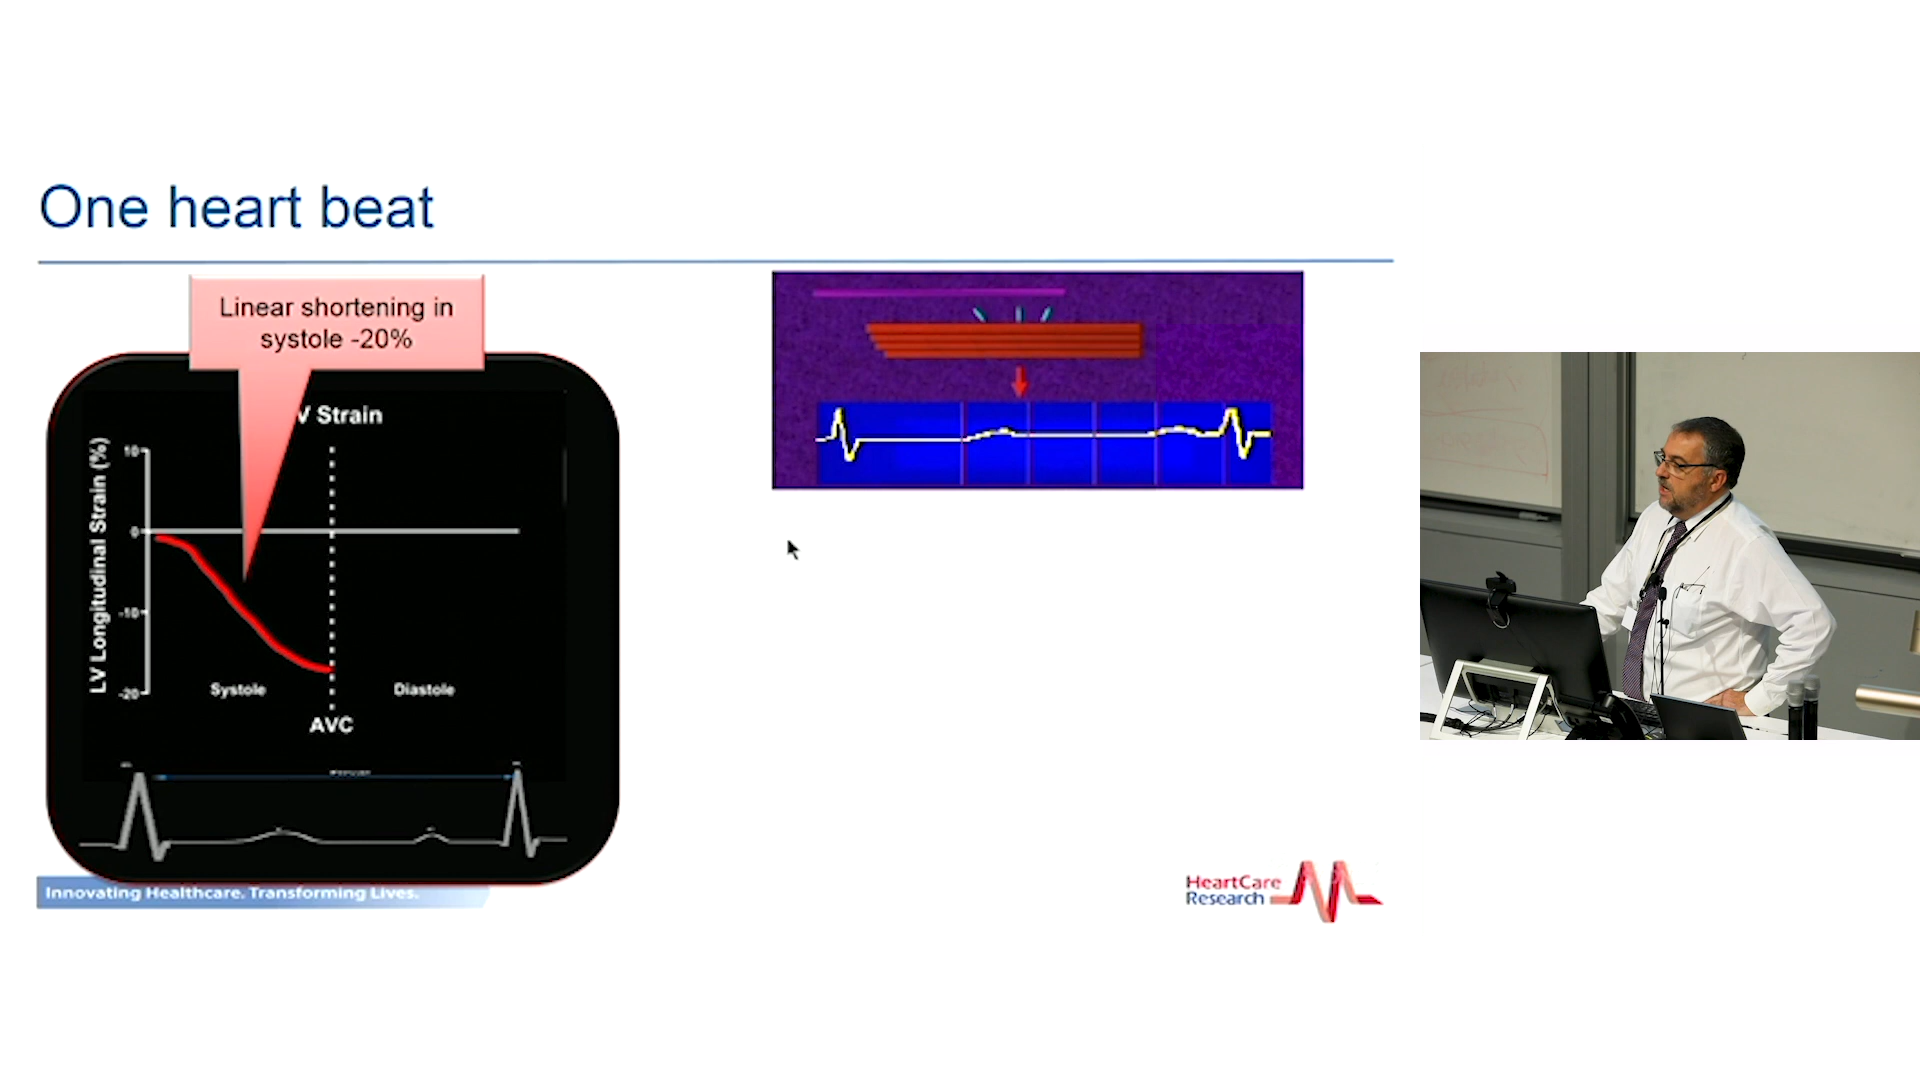 One heart beat
Linear shortening in
systole -20%
V Strain
LV Longitudinal Strain (%)
10
0
-10
-20
Systole
Diastole
AVC
Innovating Healthcare. Transforming Lives.
HeartCare
Research